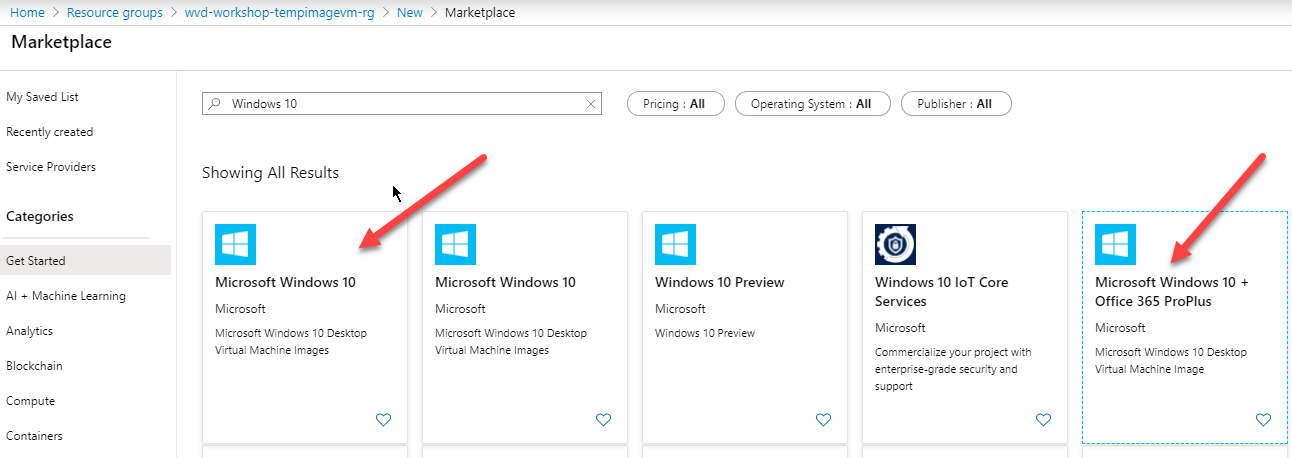 Home > Resource groups > wvd-workshop-tempimagevm-rg > New > Marketplace
Marketplace
My Saved List
Recently created
Service Providers
Categories
Get Started
AI + Machine Learning
Analytics
Blockchain
Compute
Containers
Windows 10
Pricing : All
Operating System : All
Publisher : All
Showing All Results
Microsoft Windows 10
Microsoft
Microsoft Windows 10 Desktop
Virtual Machine Images
Microsoft Windows 10
Microsoft
Microsoft Windows 10 Desktop
Virtual Machine Images
Windows 10 Preview
Microsoft
Windows 10 Preview
Windows 10 IoT Core
Services
Microsoft
Commercialize your project with
enterprise-grade security and
support
Microsoft Windows 10 +
Office 365 ProPlus
Microsoft
Microsoft Windows 10 Desktop
Virtual Machine Image